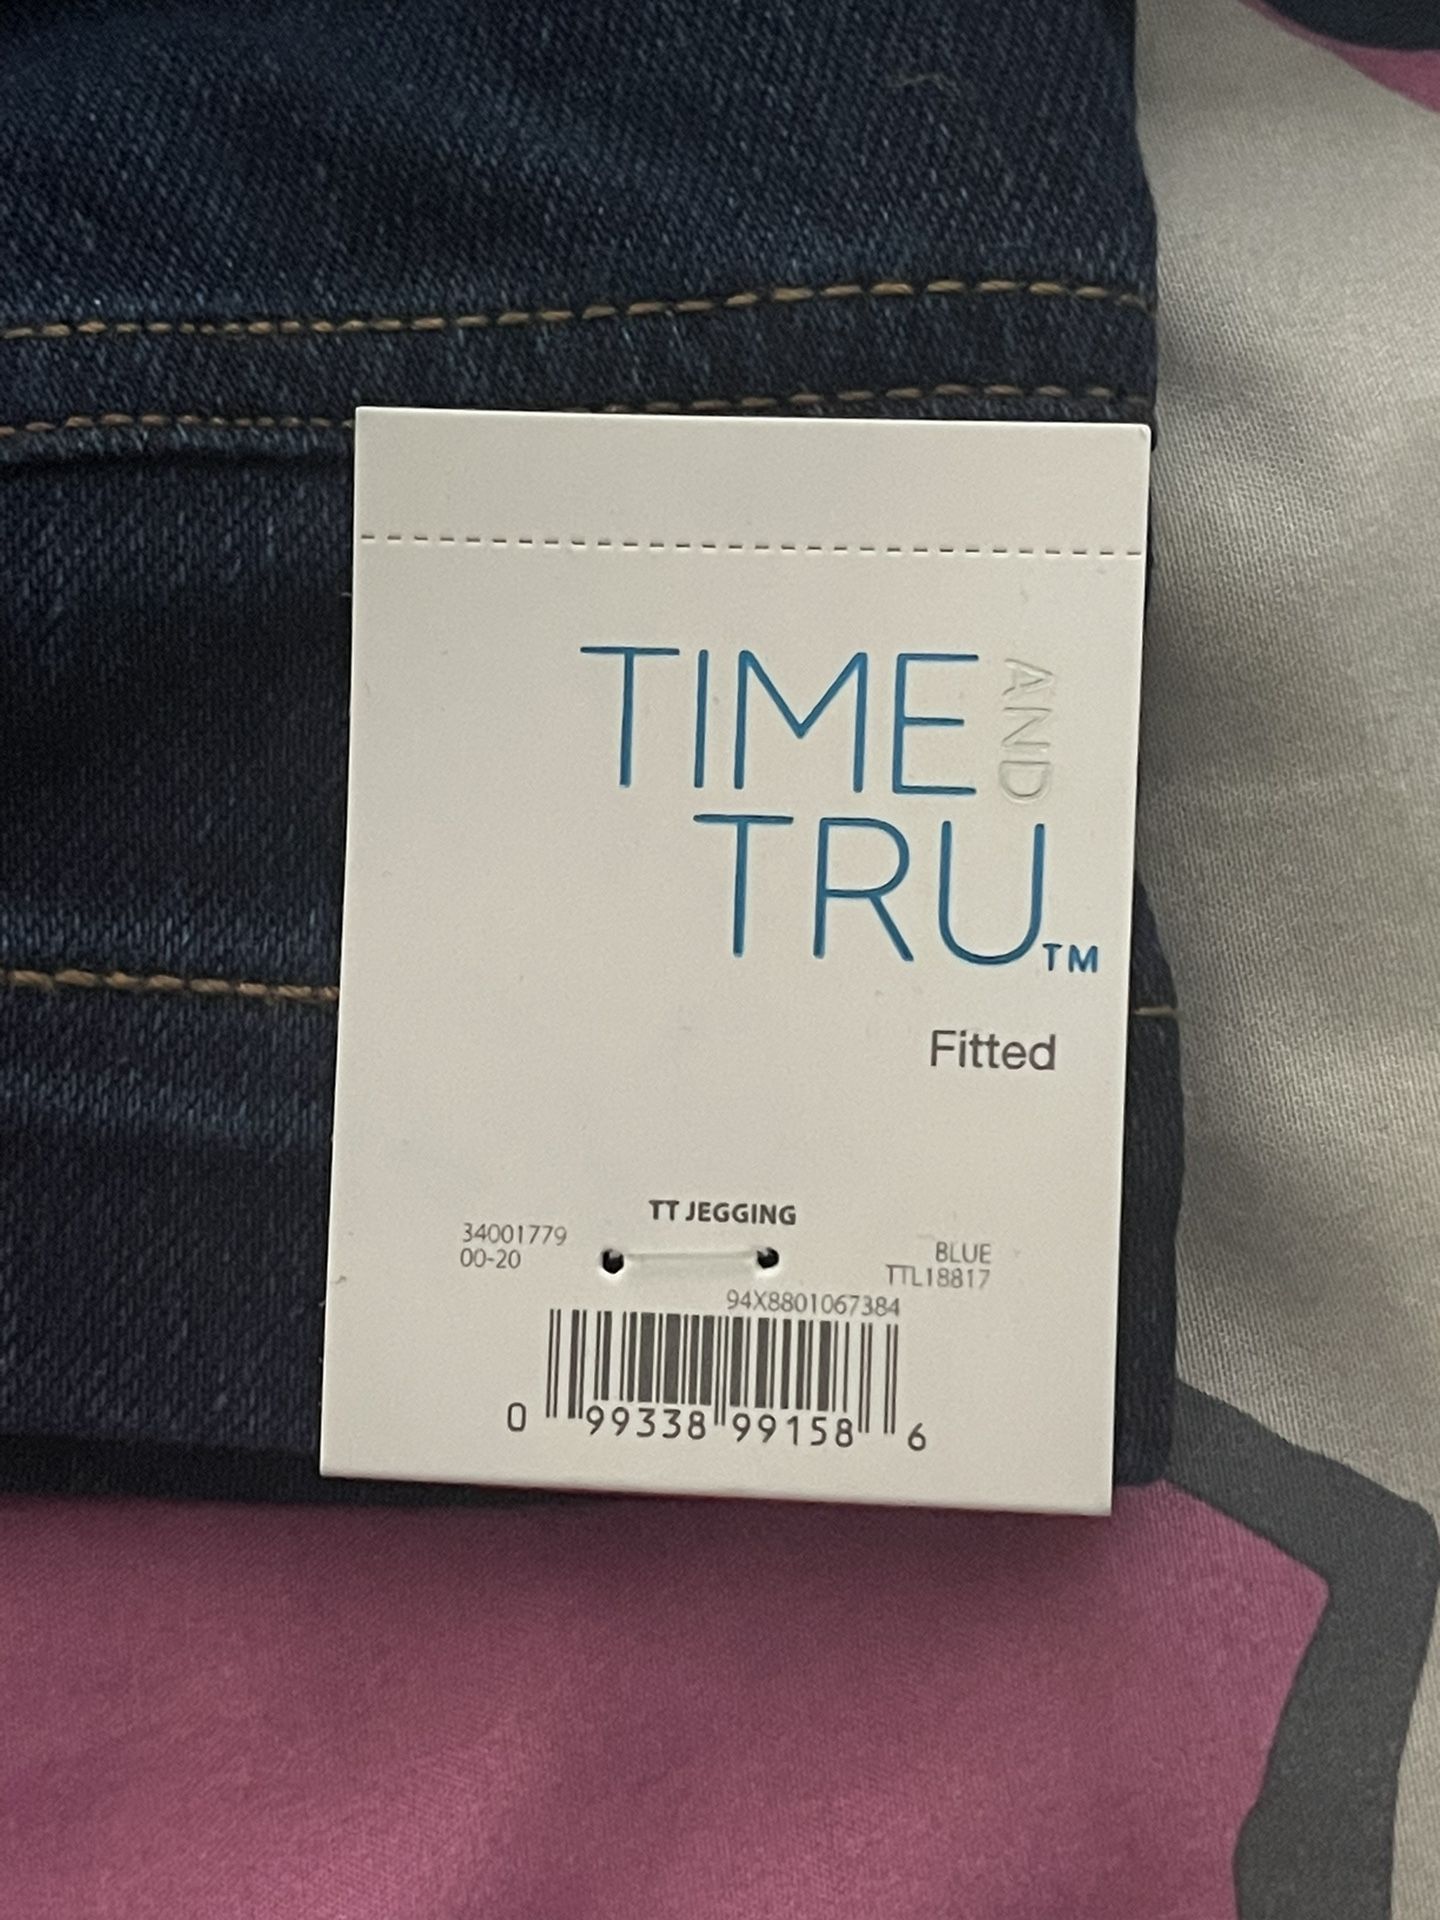 TIME AND
TRU™
Fitted
TT JEGGING
34001779
00-20
BLUE
TTL18817
94X8801067384
0 99338 99158 6